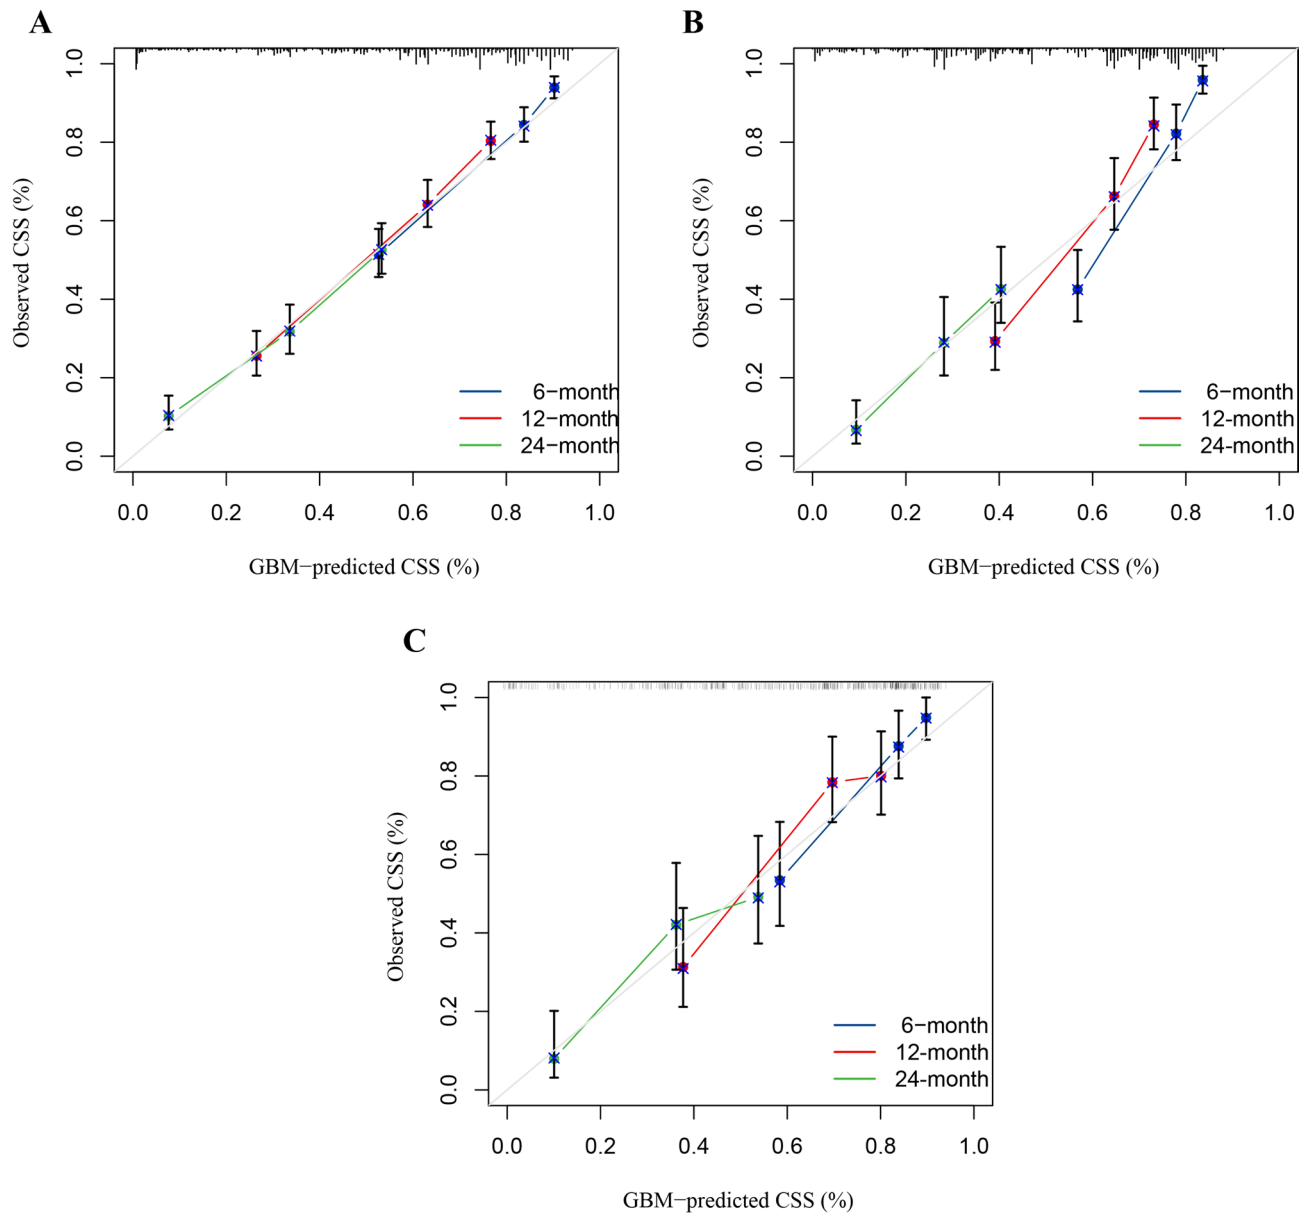 A
Observed CSS (%)
1.0
0.8
0.6
0.4
0.2
0.0
6−month
12−month
24−month
0.0 0.2 0.4 0.6 0.8 1.0
GBM−predicted CSS (%)
B
Observed CSS (%)
1.0
0.8
0.6
0.4
0.2
0.0
6−month
12-month
24-month
0.0 0.2 0.4 0.6 0.8 1.0
GBM−predicted CSS (%)
C
Observed CSS (%)
1.0
0.8
0.6
0.4
0.2
0.0
6−month
12-month
24-month
0.0 0.2 0.4 0.6 0.8 1.0
GBM−predicted CSS (%)